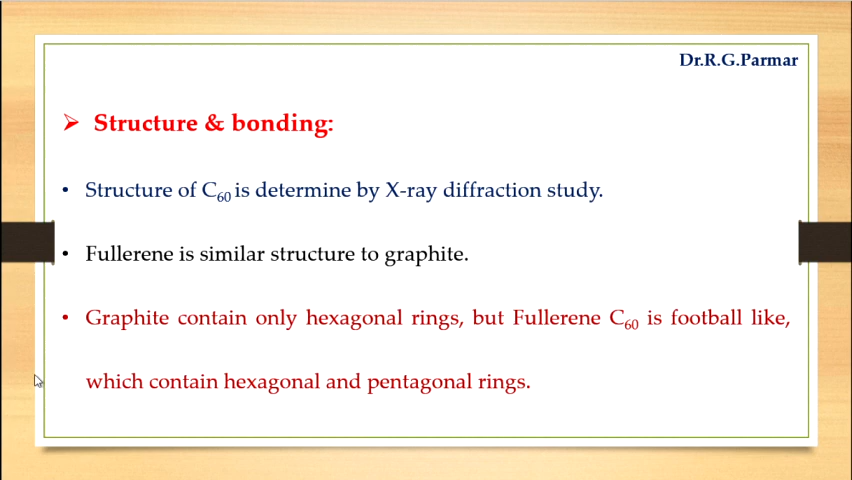 Dr.R.G.Parmar
➢ Structure & bonding:
• Structure of C₆₀ is determine by X-ray diffraction study.
• Fullerene is similar structure to graphite.
• Graphite contain only hexagonal rings, but Fullerene C₆₀ is football like,
which contain hexagonal and pentagonal rings.